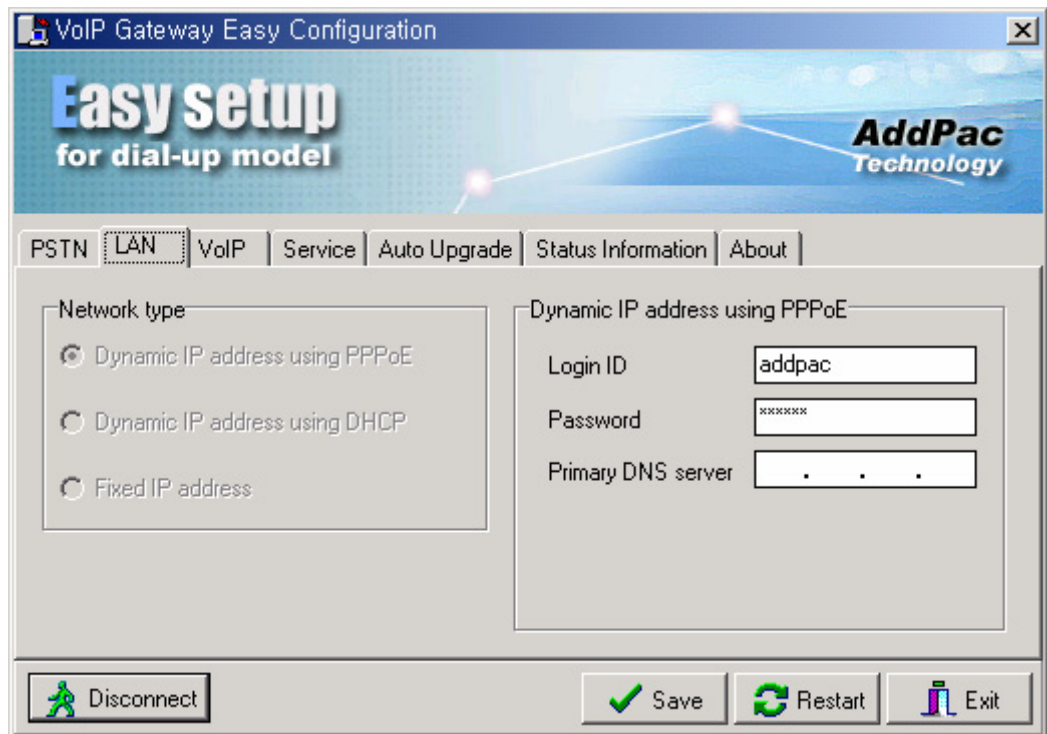 VoIP Gateway Easy Configuration
Easy setup
for dial-up model
AddPac
Technology
PSTN LAN VoIP Service Auto Upgrade Status Information About
Network type
Dynamic IP address using PPPoE
Dynamic IP address using DHCP
Fixed IP address
Dynamic IP address using PPPoE
Login ID addpac
Password xxxxxx
Primary DNS server . . .
Disconnect Save Restart Exit